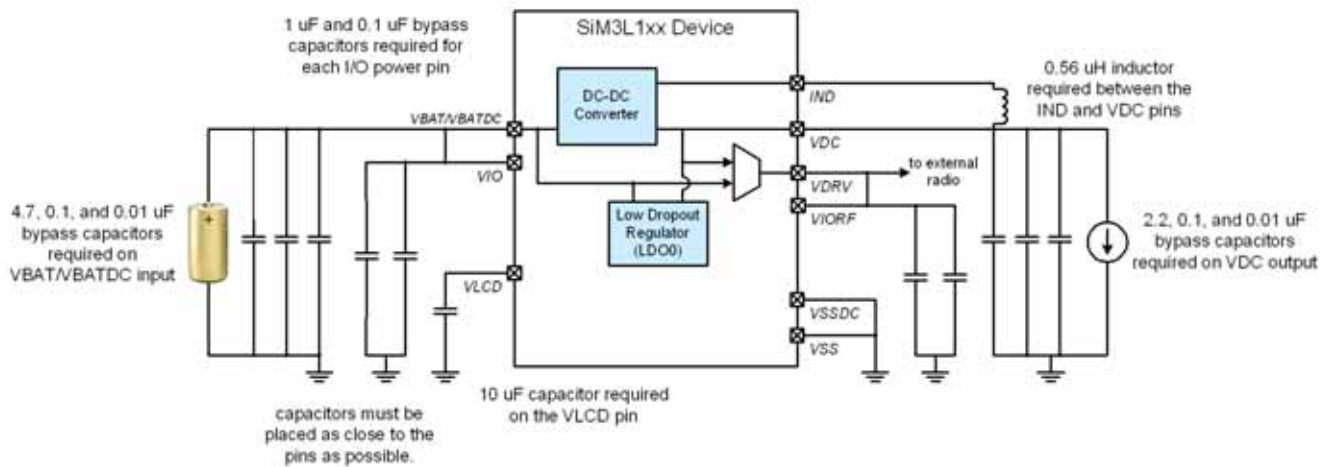 1 uF and 0.1 uF bypass
capacitors required for
each I/O power pin
SiM3L1xx Device
DC-DC
Converter
IND
0.56 uH inductor
required between the
IND and VDC pins
VBAT/VBATDC
VDC
VIO
to external
radio
VDRV
Low Dropout
Regulator
(LDO0)
VIORF
4.7, 0.1, and 0.01 uF
bypass capacitors
required on
VBAT/VBATDC input
+
2.2, 0.1, and 0.01 uF
bypass capacitors
required on VDC output
VLCD
VSSDC
VSS
10 uF capacitor required
on the VLCD pin
capacitors must be
placed as close to the
pins as possible.